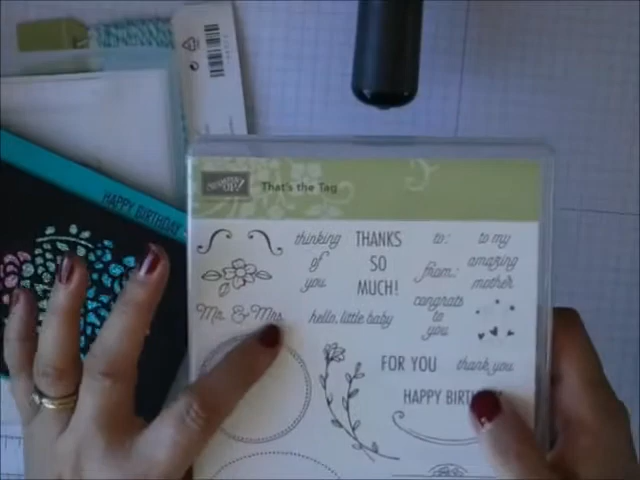 HAPPY BIRTHDAY
STAMPIN' UP!
That's the Tag
thinking of you
THANKS SO MUCH!
to:
from:
to my amazing mother
congrats to you
Mr. & Mrs.
hello, little baby
FOR YOU
thank you
HAPPY BIRT